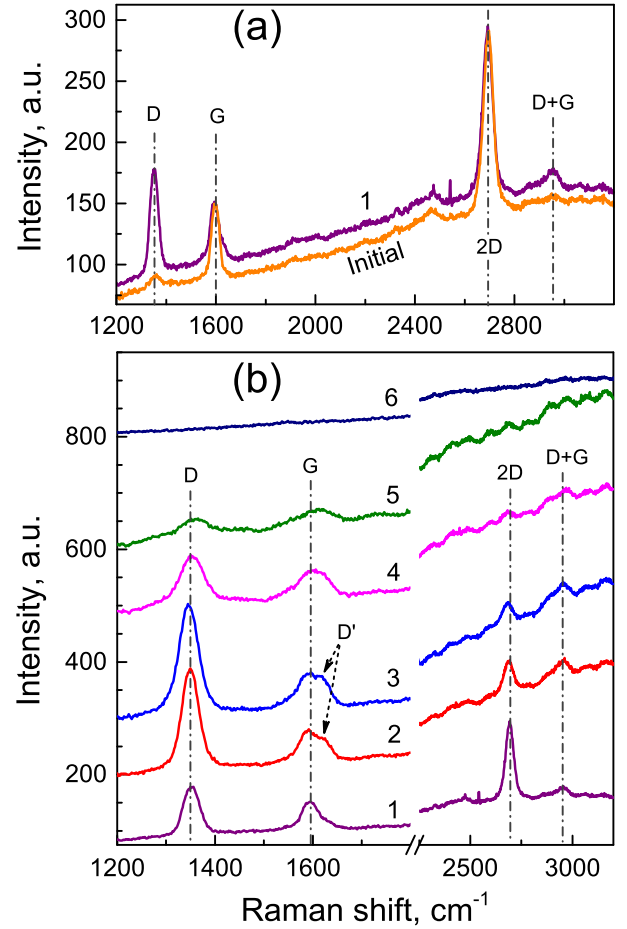 (a)
300
250
200
150
100
Intensity, a.u.
D
G
2D
D+G
1
Initial
1200 1600 2000 2400 2800
(b)
800
600
400
200
Intensity, a.u.
6
5
4
3
2
1
D
G
D'
2D
D+G
1200 1400 1600 2500 3000
Raman shift, cm-1